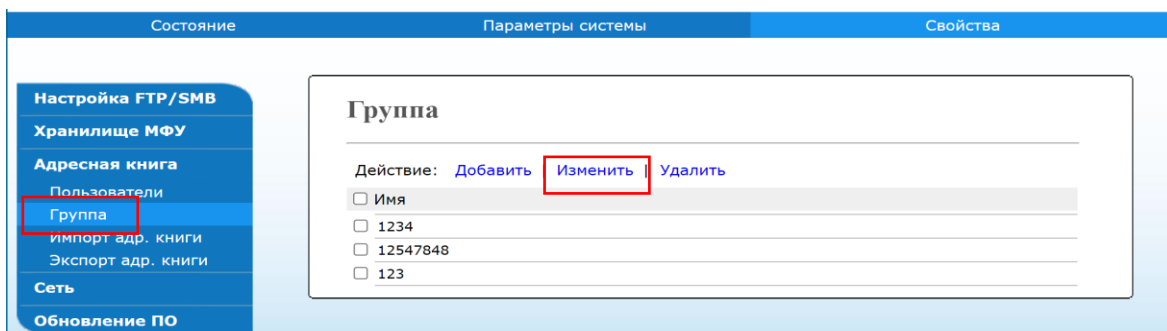 Состояние Параметры системы Свойства
Настройка FTP/SMB
Хранилище МФУ
Адресная книга
Пользователи
Группа
Импорт адр. книги
Экспорт адр. книги
Сеть
Обновление ПО
Группа
Действие: Добавить | Изменить | Удалить
Имя
1234
12547848
123